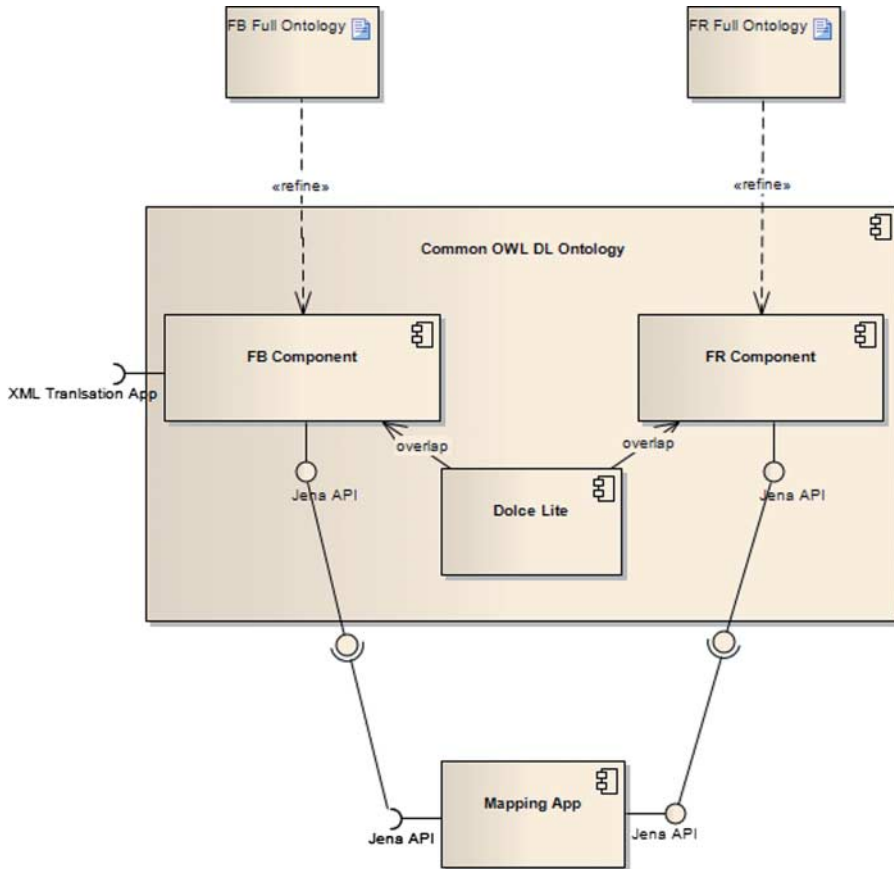 FB Full Ontology
FR Full Ontology
«refine»
«refine»
Common OWL DL Ontology
FB Component
FR Component
XML Tranlsation App
overlap
overlap
Jena API
Jena API
Dolce Lite
Mapping App
Jena API
Jena API